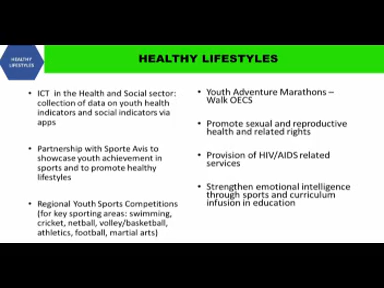 HEALTHY
LIFESTYLES
HEALTHY LIFESTYLES
• ICT in the Health and Social sector:
collection of data on youth health
indicators and social indicators via
apps
• Partnership with Sporte Avis to
showcase youth achievement in
sports and to promote healthy
lifestyles
• Regional Youth Sports Competitions
(for key sporting areas: swimming,
cricket, netball, volley/basketball,
athletics, football, martial arts)
• Youth Adventure Marathons –
Walk OECS
• Promote sexual and reproductive
health and related rights
• Provision of HIV/AIDS related
services
• Strengthen emotional intelligence
through sports and curriculum
infusion in education